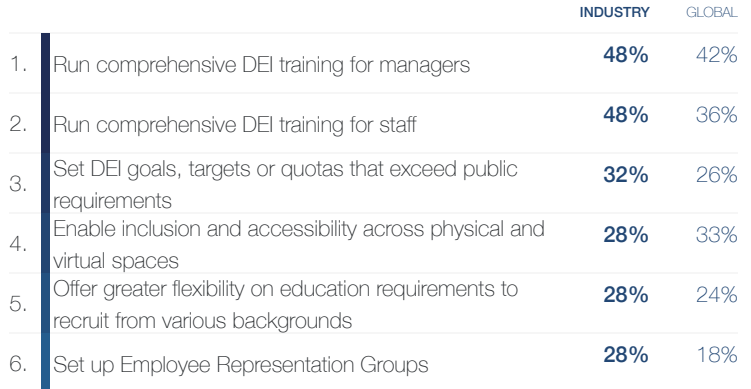 INDUSTRY GLOBAL
1. Run comprehensive DEI training for managers 48% 42%
2. Run comprehensive DEI training for staff 48% 36%
3. Set DEI goals, targets or quotas that exceed public
requirements 32% 26%
4. Enable inclusion and accessibility across physical and
virtual spaces 28% 33%
5. Offer greater flexibility on education requirements to
recruit from various backgrounds 28% 24%
6. Set up Employee Representation Groups 28% 18%